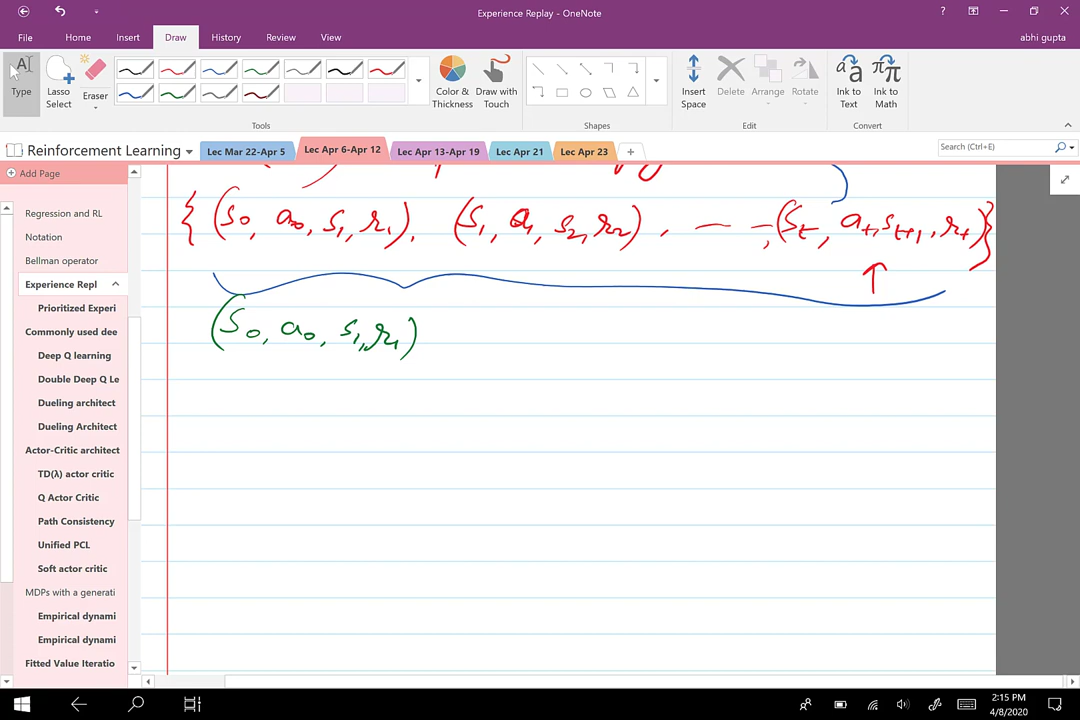 Experience Replay - OneNote
File Home Insert Draw History Review View
abhi gupta
Type
Lasso Select
Eraser
Color & Thickness
Draw with Touch
Insert Space
Delete
Arrange
Rotate
Ink to Text
Ink to Math
Tools
Shapes
Edit
Convert
Reinforcement Learning
Lec Mar 22-Apr 5
Lec Apr 6-Apr 12
Lec Apr 13-Apr 19
Lec Apr 21
Lec Apr 23
Search (Ctrl+E)
Add Page
Regression and RL
Notation
Bellman operator
Experience Repl
Prioritized Experi
Commonly used dee
Deep Q learning
Double Deep Q Le
Dueling architect
Dueling Architect
Actor-Critic architect
TD(λ) actor critic
Q Actor Critic
Path Consistency
Unified PCL
Soft actor critic
MDPs with a generati
Empirical dynami
Empirical dynami
Fitted Value Iteratio
{(s0, a0, s1, r1), (s1, a1, s2, r2), — —, (st, at, st+1, rt)}
(s0, a0, s1, r1)
2:15 PM
4/8/2020